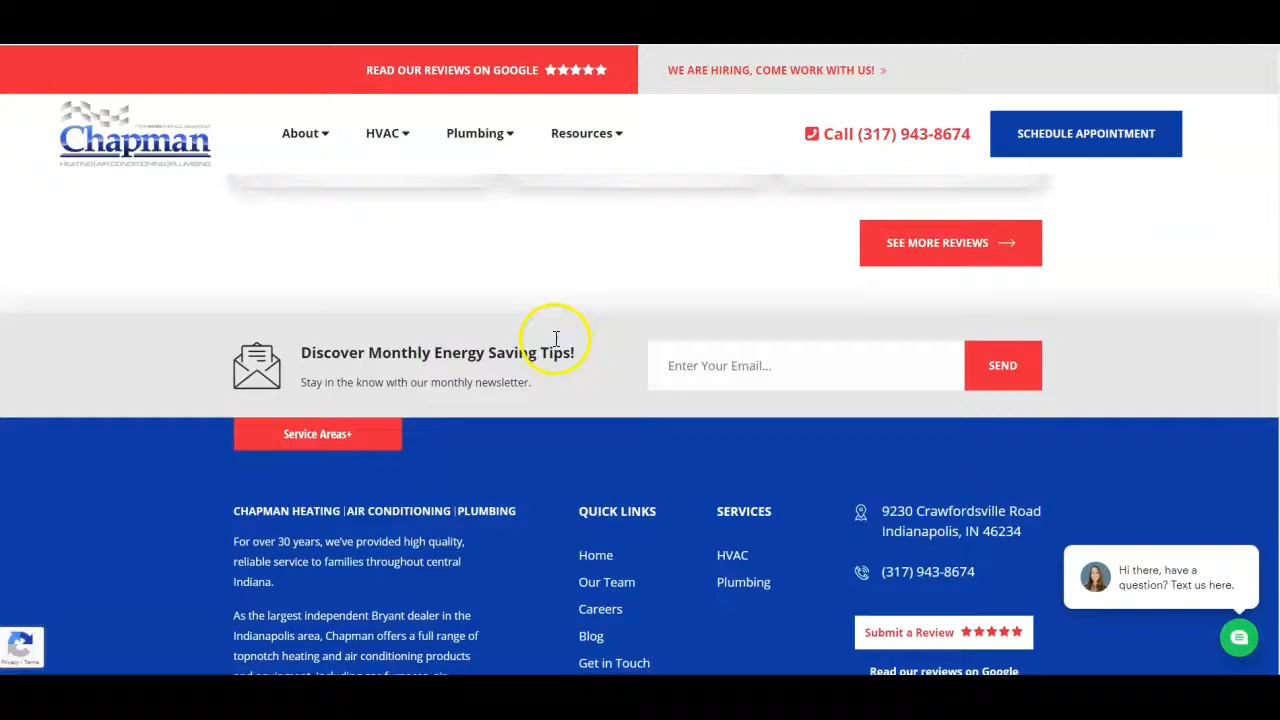 READ OUR REVIEWS ON GOOGLE
WE ARE HIRING, COME WORK WITH US! »
Chapman
HEATING|AIR CONDITIONING|PLUMBING
About
HVAC
Plumbing
Resources
Call (317) 943-8674
SCHEDULE APPOINTMENT
SEE MORE REVIEWS
Discover Monthly Energy Saving Tips!
Stay in the know with our monthly newsletter.
Enter Your Email...
SEND
Service Areas+
CHAPMAN HEATING |AIR CONDITIONING |PLUMBING
For over 30 years, we've provided high quality,
reliable service to families throughout central
Indiana.
As the largest independent Bryant dealer in the
Indianapolis area, Chapman offers a full range of
topnotch heating and air conditioning products
QUICK LINKS
Home
Our Team
Careers
Blog
Get in Touch
SERVICES
HVAC
Plumbing
9230 Crawfordsville Road
Indianapolis, IN 46234
(317) 943-8674
Submit a Review
Read our reviews on Google
Hi there, have a
question? Text us here.
Privacy - Terms